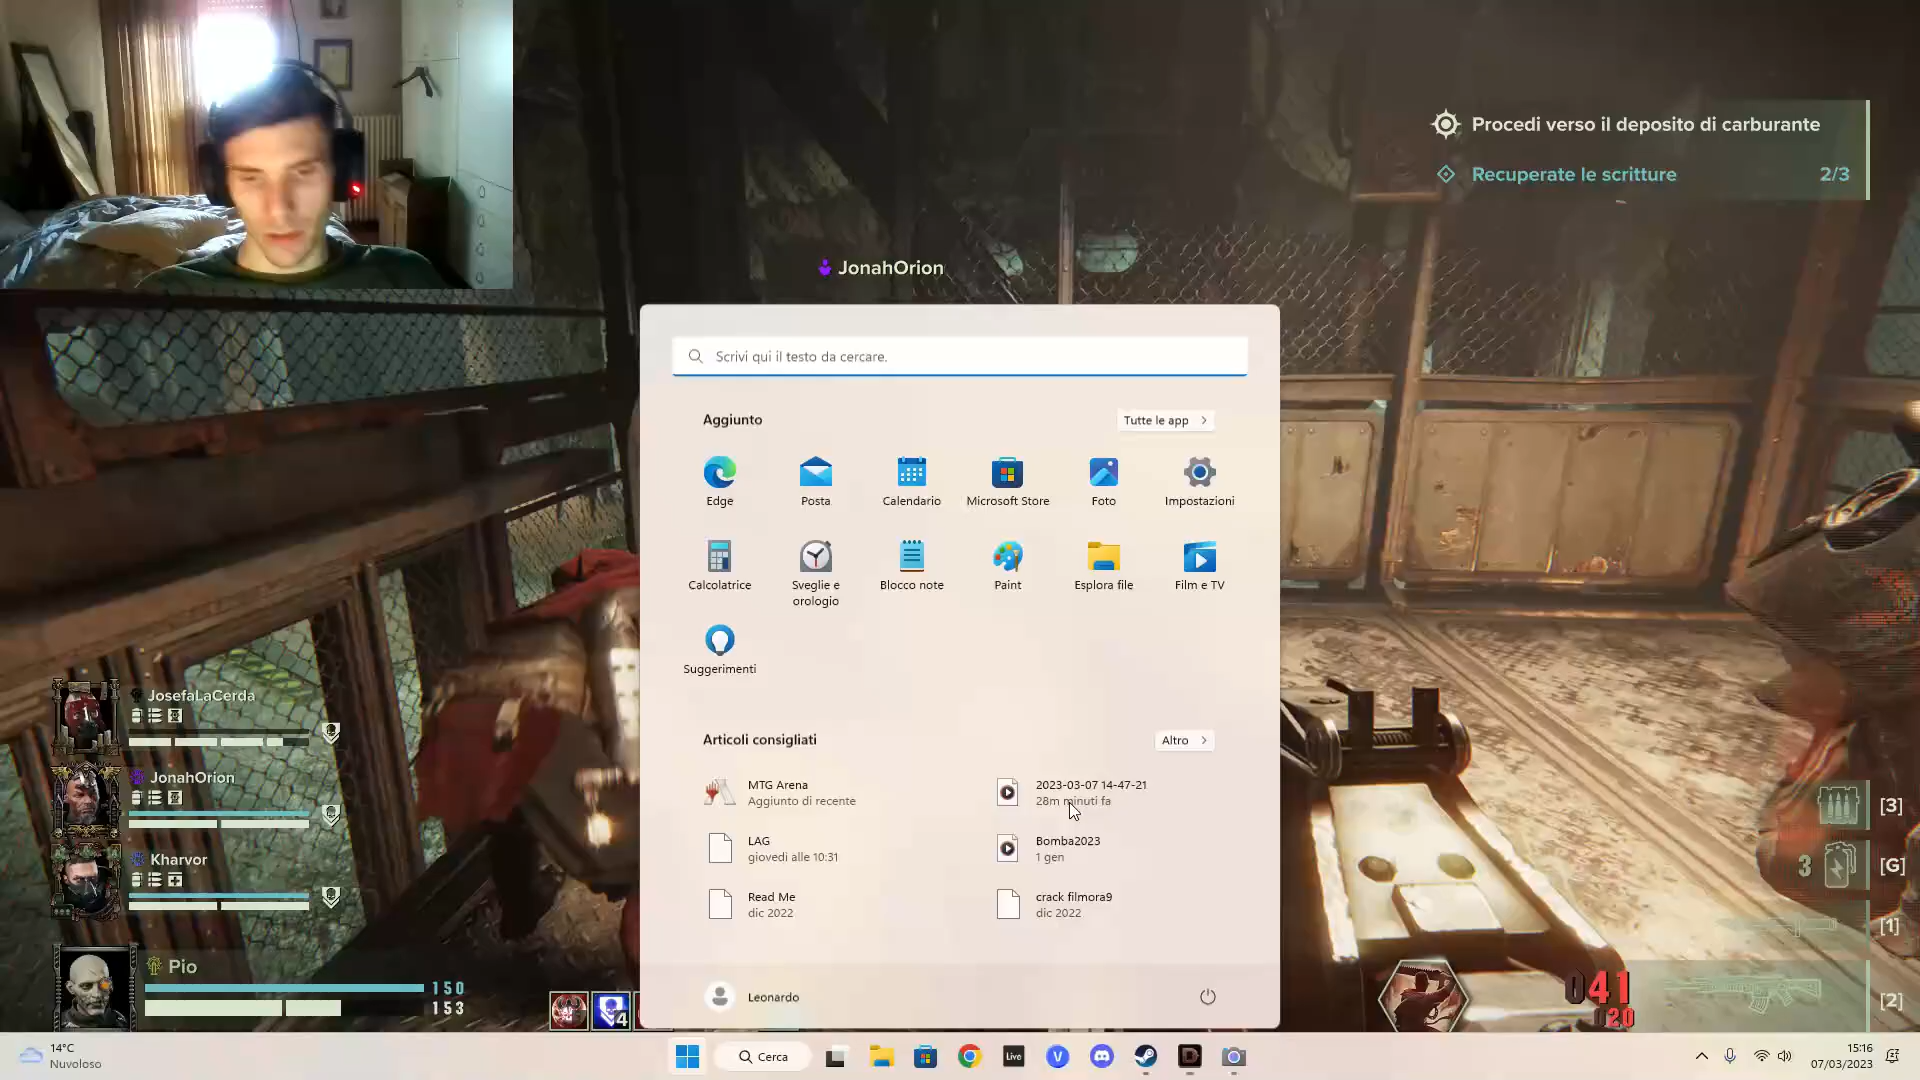 Procedi verso il deposito di carburante
Recuperate le scritture 2/3
JonahOrion
Scrivi qui il testo da cercare.
Aggiunto
Tutte le app
Edge
Posta
Calendario
Microsoft Store
Foto
Impostazioni
Calcolatrice
Sveglie e
orologio
Blocco note
Paint
Esplora file
Film e TV
Suggerimenti
Articoli consigliati
Altro
MTG Arena
Aggiunto di recente
2023-03-07 14-47-21
28m minuti fa
LAG
giovedì alle 10:31
Bomba2023
1 gen
Read Me
dic 2022
crack filmora9
dic 2022
Leonardo
JosefaLaCerda
JonahOrion
Kharvor
Pio
150
153
4
[3]
3 [G]
[1]
041
20
[2]
14°C
Nuvoloso
Cerca
Live
V
D
15:16
07/03/2023